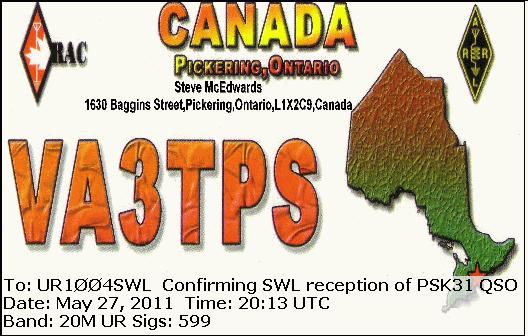 CANADA
RAC
PICKERING,ONTARIO
ARRL
Steve McEdwards
1630 Baggins Street,Pickering,Ontario,L1X2C9,Canada
VA3TPS
To: UR1ØØ4SWL Confirming SWL reception of PSK31 QSO
Date: May 27, 2011 Time: 20:13 UTC
Band: 20M UR Sigs: 599